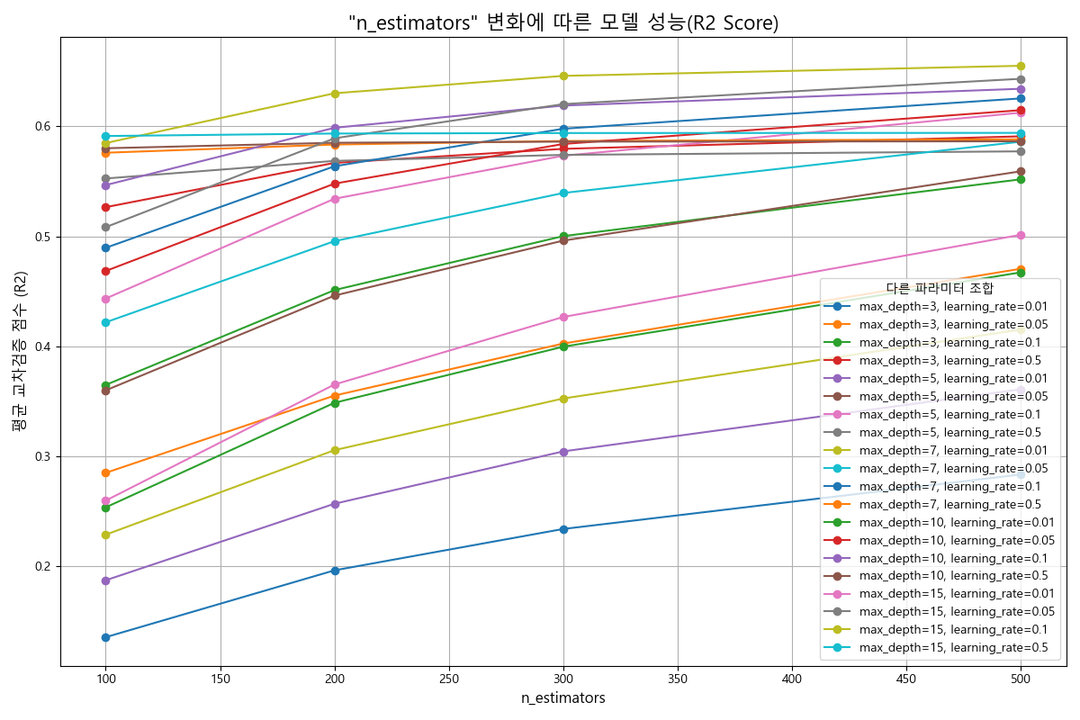 "n_estimators" 변화에 따른 모델 성능(R2 Score)
평균 교차검증 점수 (R2)
0.6
0.5
0.4
0.3
0.2
다른 파라미터 조합
max_depth=3, learning_rate=0.01
max_depth=3, learning_rate=0.05
max_depth=3, learning_rate=0.1
max_depth=3, learning_rate=0.5
max_depth=5, learning_rate=0.01
max_depth=5, learning_rate=0.05
max_depth=5, learning_rate=0.1
max_depth=5, learning_rate=0.5
max_depth=7, learning_rate=0.01
max_depth=7, learning_rate=0.05
max_depth=7, learning_rate=0.1
max_depth=7, learning_rate=0.5
max_depth=10, learning_rate=0.01
max_depth=10, learning_rate=0.05
max_depth=10, learning_rate=0.1
max_depth=10, learning_rate=0.5
max_depth=15, learning_rate=0.01
max_depth=15, learning_rate=0.05
max_depth=15, learning_rate=0.1
max_depth=15, learning_rate=0.5
100 150 200 250 300 350 400 450 500
n_estimators